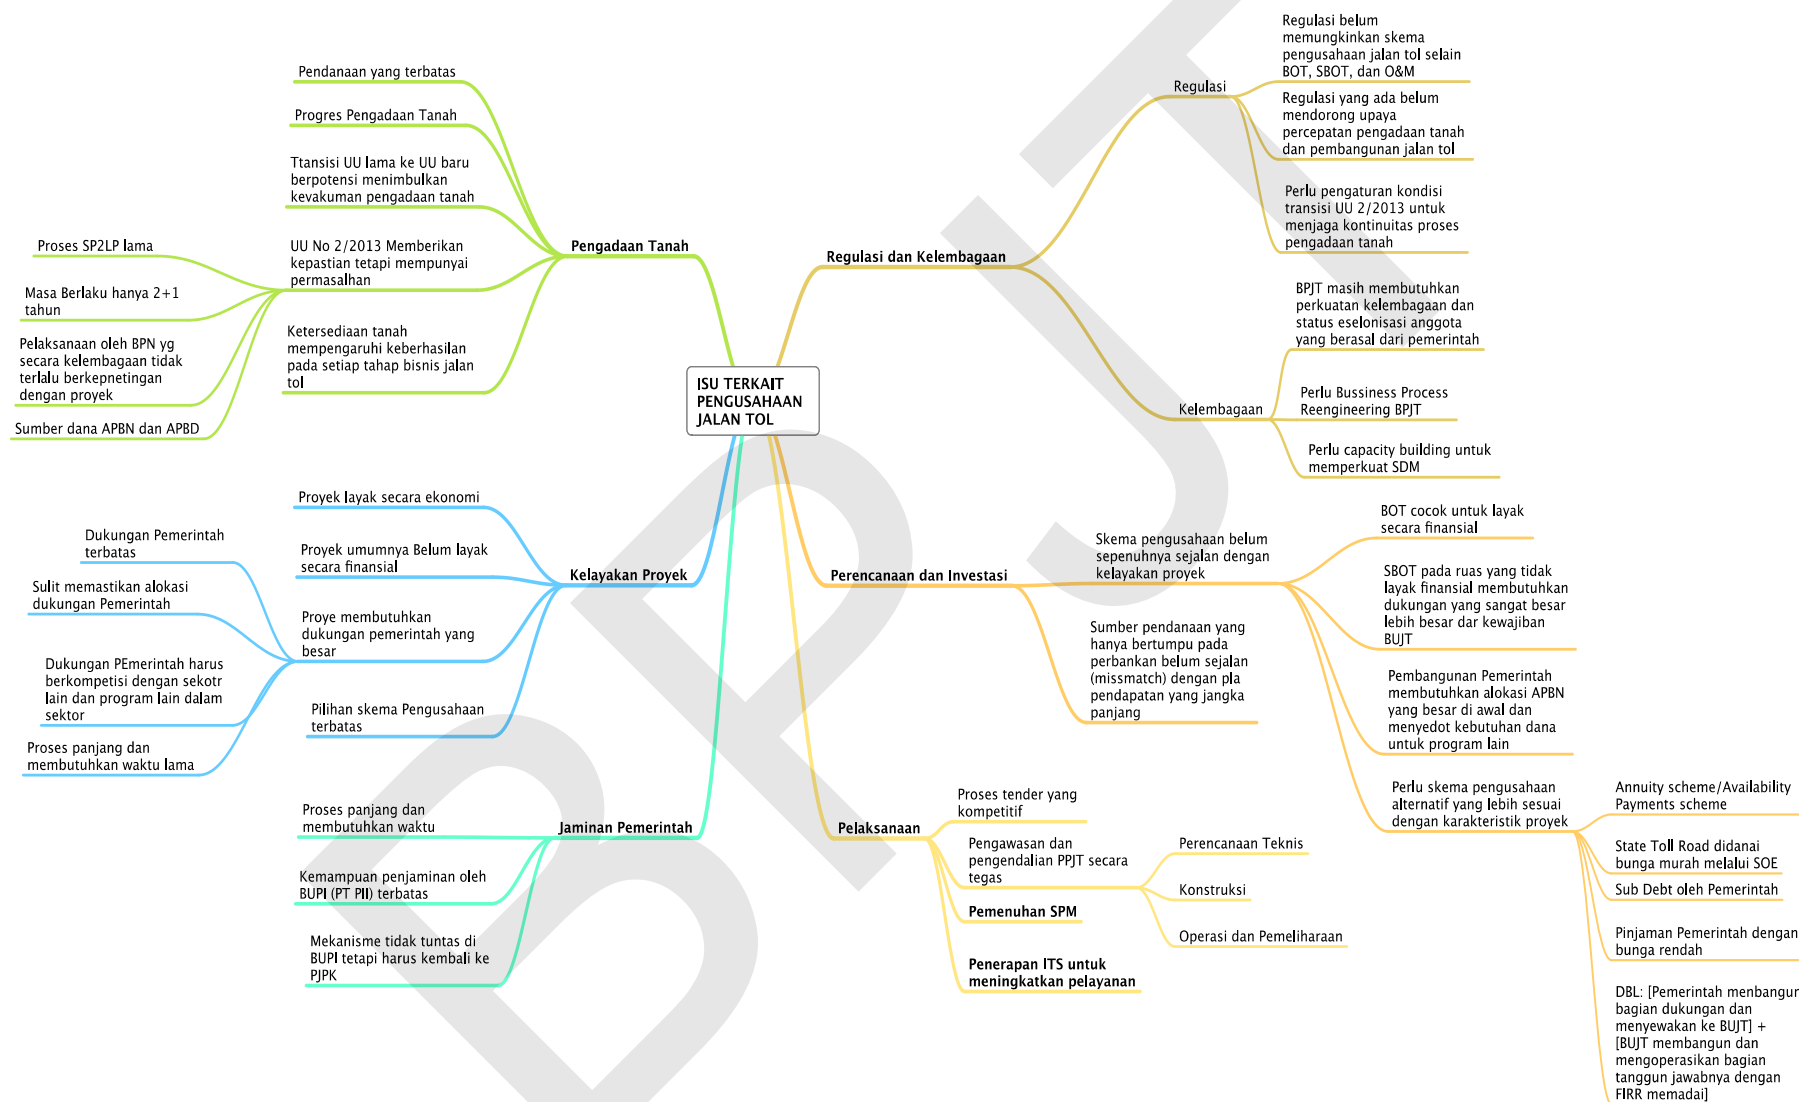 ISU TERKAIT
PENGUSAHAAN
JALAN TOL
Pengadaan Tanah
Pendanaan yang terbatas
Progres Pengadaan Tanah
Ttansisi UU lama ke UU baru
berpotensi menimbulkan
kevakuman pengadaan tanah
UU No 2/2013 Memberikan
kepastian tetapi mempunyai
permasalhan
Proses SP2LP lama
Masa Berlaku hanya 2+1
tahun
Pelaksanaan oleh BPN yg
secara kelembagaan tidak
terlalu berkepnetingan
dengan proyek
Sumber dana APBN dan APBD
Ketersediaan tanah
mempengaruhi keberhasilan
pada setiap tahap bisnis jalan
tol
Kelayakan Proyek
Proyek layak secara ekonomi
Proyek umumnya Belum layak
secara finansial
Proye membutuhkan
dukungan pemerintah yang
besar
Dukungan Pemerintah
terbatas
Sulit memastikan alokasi
dukungan Pemerintah
Dukungan PEmerintah harus
berkompetisi dengan sekotr
lain dan program lain dalam
sektor
Proses panjang dan
membutuhkan waktu lama
Pilihan skema Pengusahaan
terbatas
Jaminan Pemerintah
Proses panjang dan
membutuhkan waktu
Kemampuan penjaminan oleh
BUPI (PT PII) terbatas
Mekanisme tidak tuntas di
BUPI tetapi harus kembali ke
PJPK
Regulasi dan Kelembagaan
Regulasi
Regulasi belum
memungkinkan skema
pengusahaan jalan tol selain
BOT, SBOT, dan O&M
Regulasi yang ada belum
mendorong upaya
percepatan pengadaan tanah
dan pembangunan jalan tol
Perlu pengaturan kondisi
transisi UU 2/2013 untuk
menjaga kontinuitas proses
pengadaan tanah
Kelembagaan
BPJT masih membutuhkan
perkuatan kelembagaan dan
status eselonisasi anggota
yang berasal dari pemerintah
Perlu Bussiness Process
Reengineering BPJT
Perlu capacity building untuk
memperkuat SDM
Perencanaan dan Investasi
Skema pengusahaan belum
sepenuhnya sejalan dengan
kelayakan proyek
BOT cocok untuk layak
secara finansial
SBOT pada ruas yang tidak
layak finansial membutuhkan
dukungan yang sangat besar
lebih besar dar kewajiban
BUJT
Pembangunan Pemerintah
membutuhkan alokasi APBN
yang besar di awal dan
menyedot kebutuhan dana
untuk program lain
Perlu skema pengusahaan
alternatif yang lebih sesuai
dengan karakteristik proyek
Annuity scheme/Availability
Payments scheme
State Toll Road didanai
bunga murah melalui SOE
Sub Debt oleh Pemerintah
Pinjaman Pemerintah dengan
bunga rendah
DBL: [Pemerintah menbangun
bagian dukungan dan
menyewakan ke BUJT] +
[BUJT membangun dan
mengoperasikan bagian
tanggun jawabnya dengan
FIRR memadai]
Sumber pendanaan yang
hanya bertumpu pada
perbankan belum sejalan
(missmatch) dengan pla
pendapatan yang jangka
panjang
Pelaksanaan
Proses tender yang
kompetitif
Pengawasan dan
pengendalian PPJT secara
tegas
Perencanaan Teknis
Konstruksi
Operasi dan Pemeliharaan
Pemenuhan SPM
Penerapan ITS untuk
meningkatkan pelayanan
BPJT